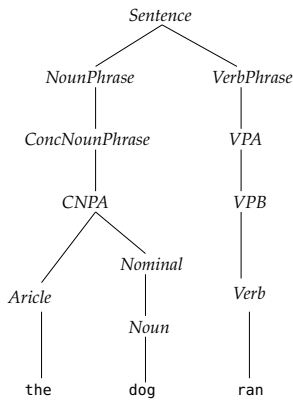 Sentence
NounPhrase VerbPhrase
ConcNounPhrase VPA
CNPA VPB
Nominal
Aricle Verb
Noun
the dog ran